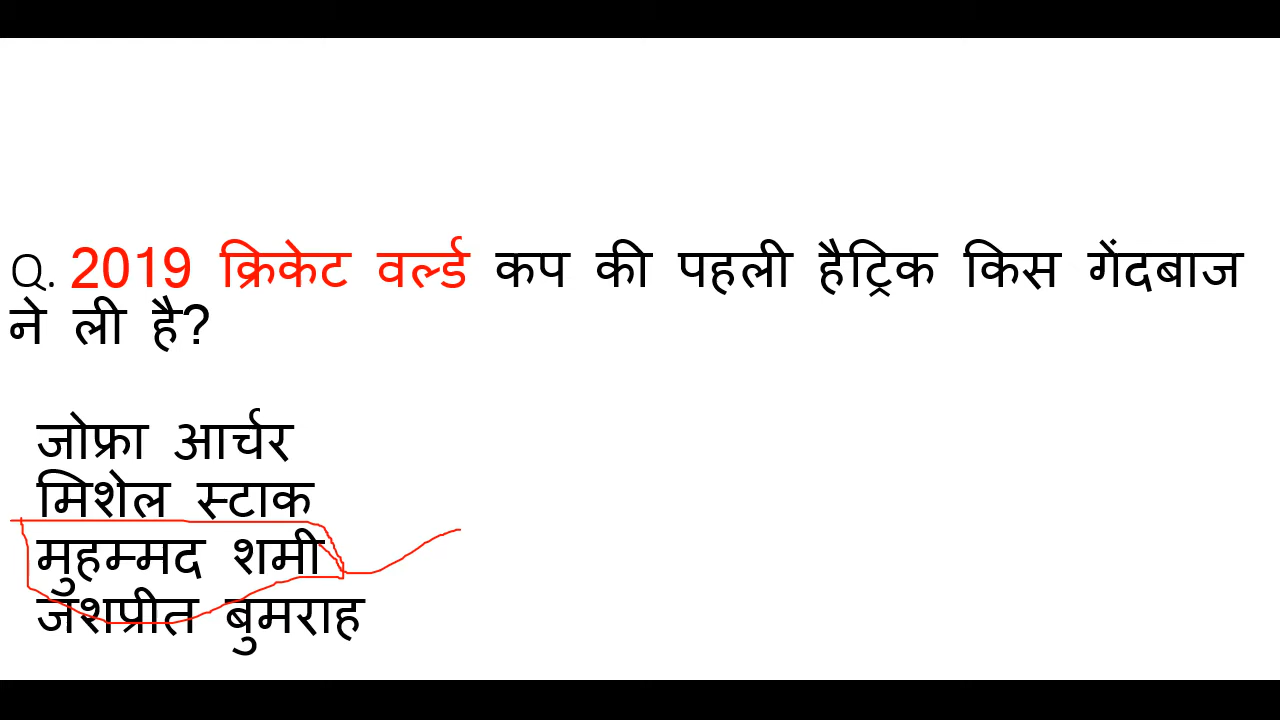 Q. 2019 क्रिकेट वर्ल्ड कप की पहली हैट्रिक किस गेंदबाज
ने ली है?
जोफ्रा आर्चर
मिशेल स्टाक
मुहम्मद शमी
जशप्रीत बुमराह